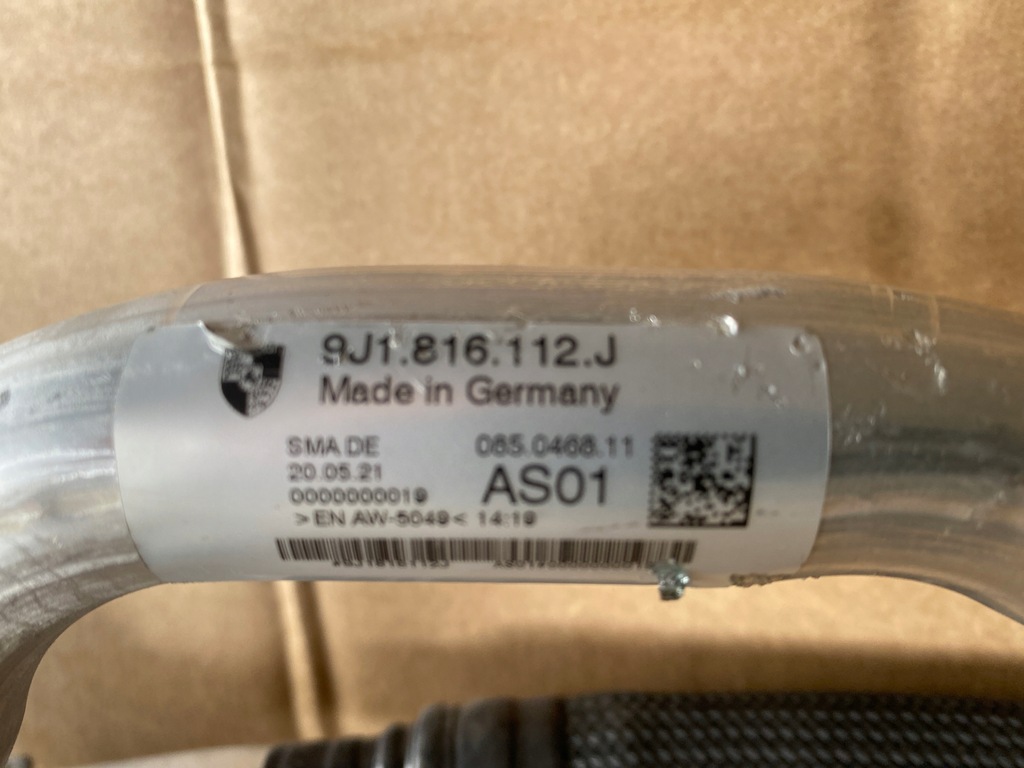 9J1.816.112.J
Made in Germany
SMA DE 085.0468.11
20.05.21
0000000019 AS01
>EN AW-5049< 14:19